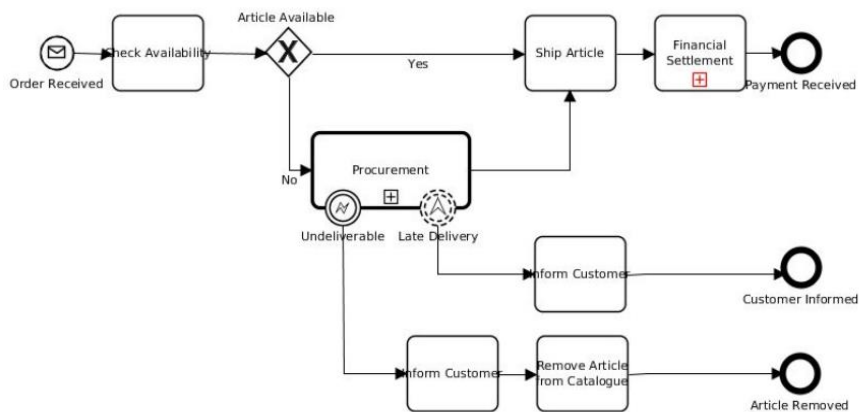 Article Available
Check Availability
Ship Article
Financial
Settlement
Order Received
Yes
Payment Received
Procurement
No
Undeliverable
Late Delivery
Inform Customer
Customer Informed
Inform Customer
Remove Article
from Catalogue
Article Removed